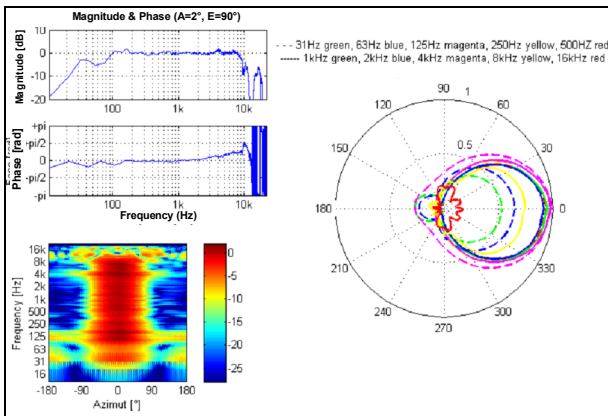 Magnitude & Phase (A=2°, E=90°)
Magnitude [dB]
10
0
-10
-20
100
1k
10k
Phase [rad]
+pi
+pi/2
0
-pi/2
-pi
100
1k
10k
Frequency (Hz)
- - - 31Hz green, 63Hz blue, 125Hz magenta, 250Hz yellow, 500HZ red
------ 1kHz green, 2kHz blue, 4kHz magenta, 8kHz yellow, 16kHz red
90
1
120
60
150
0.5
30
180
0
210
330
240
300
270
Frequency [Hz]
16k
8k
4k
2k
1k
500
250
125
63
31
16
-180
-90
0
90
180
Azimut [°]
0
-5
-10
-15
-20
-25